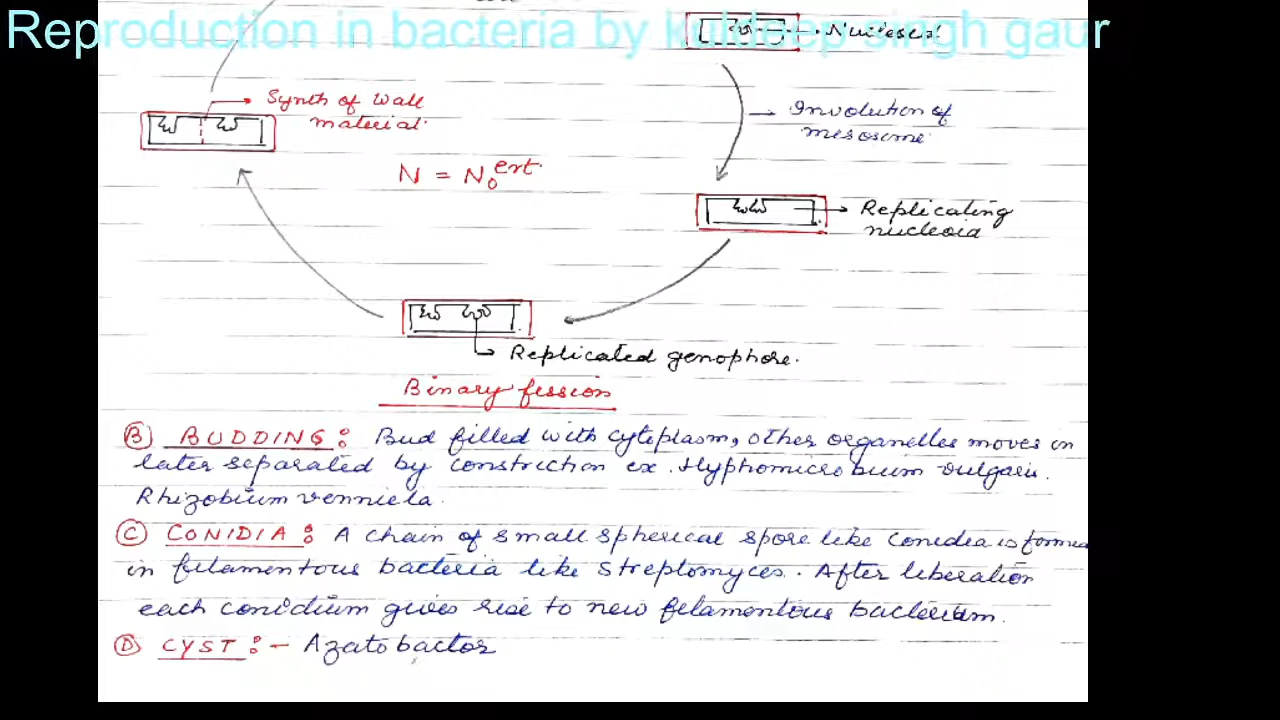 Reproduction in bacteria by kuldeep singh gaur
Synth of wall
material.
Involution of
mesosome
N = N₀ert.
Replicating
nucleoid
Replicated genophore.
Binary fission
(B) BUDDING : Bud filled with cytoplasm, other organelles moves in
later separated by constriction ex. Hyphomicrobium vulgaris.
Rhizobium
(C) CONIDIA : A chain of small spherical spore like conidia is formed
in filamentous bacteria like Streptomyces. After liberation
each conidium gives rise to new filamentous bacterium.
(D) CYST :- Azatobactor